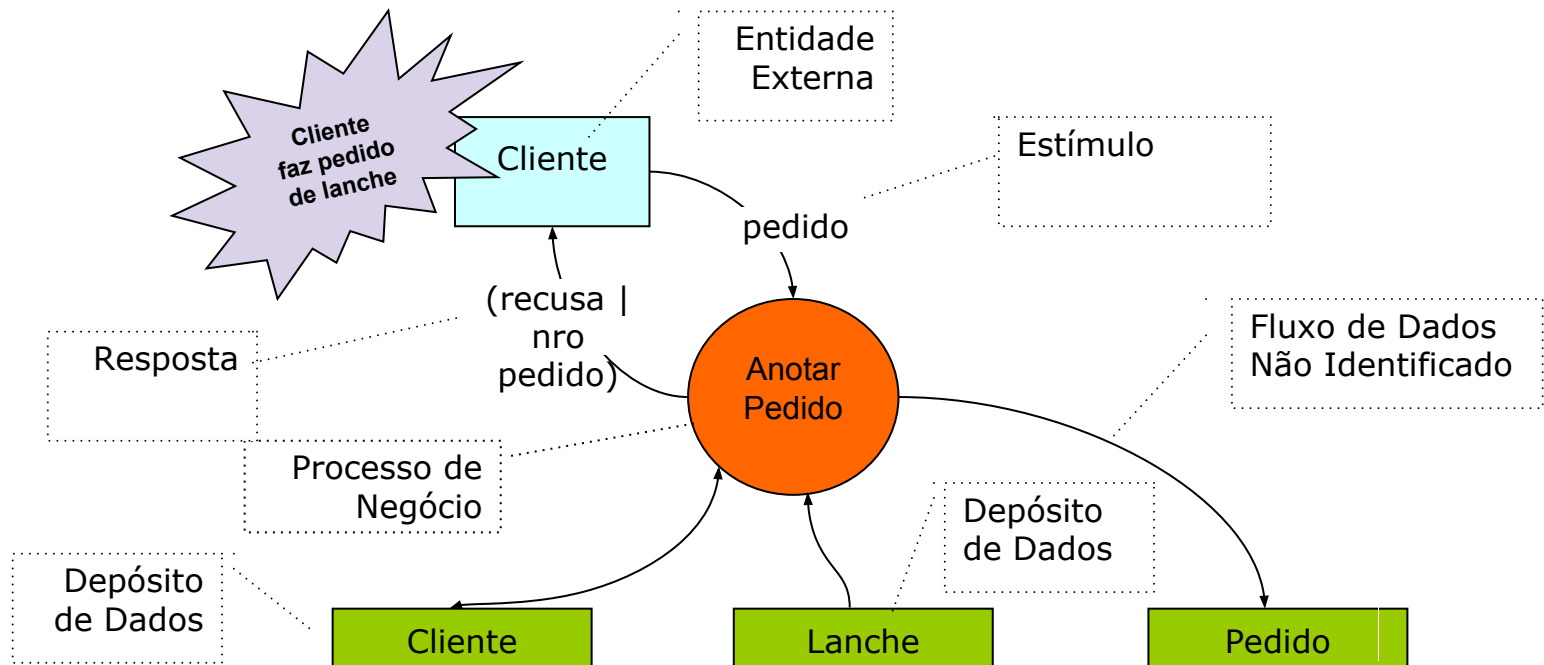 Entidade
Externa
Cliente
faz pedido
de lanche
Cliente
Estímulo
pedido
(recusa |
nro
pedido)
Resposta
Fluxo de Dados
Não Identificado
Anotar
Pedido
Processo de
Negócio
Depósito
de Dados
Depósito
de Dados
Cliente
Lanche
Pedido